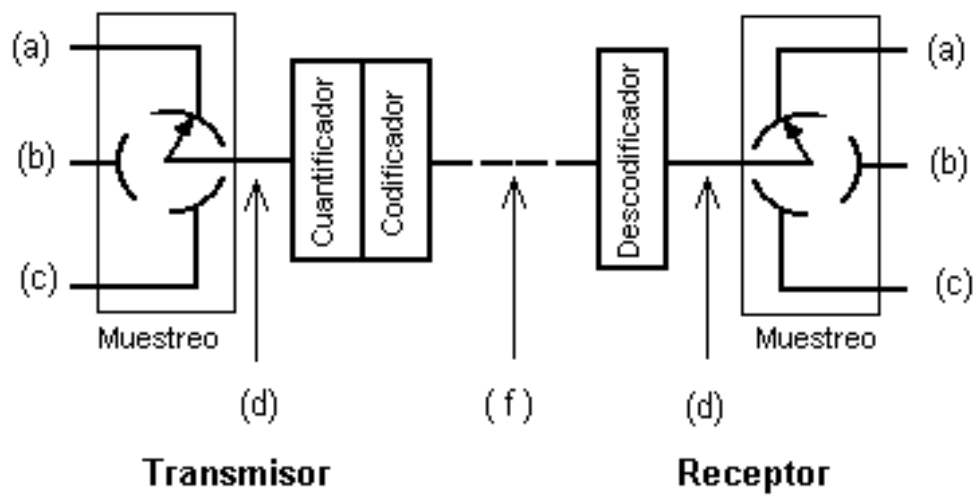 (a)
(a)
Cuantificador
Codificador
Descodificador
(b)
(b)
(c)
(c)
Muestreo
Muestreo
(d)
( f )
(d)
Transmisor
Receptor